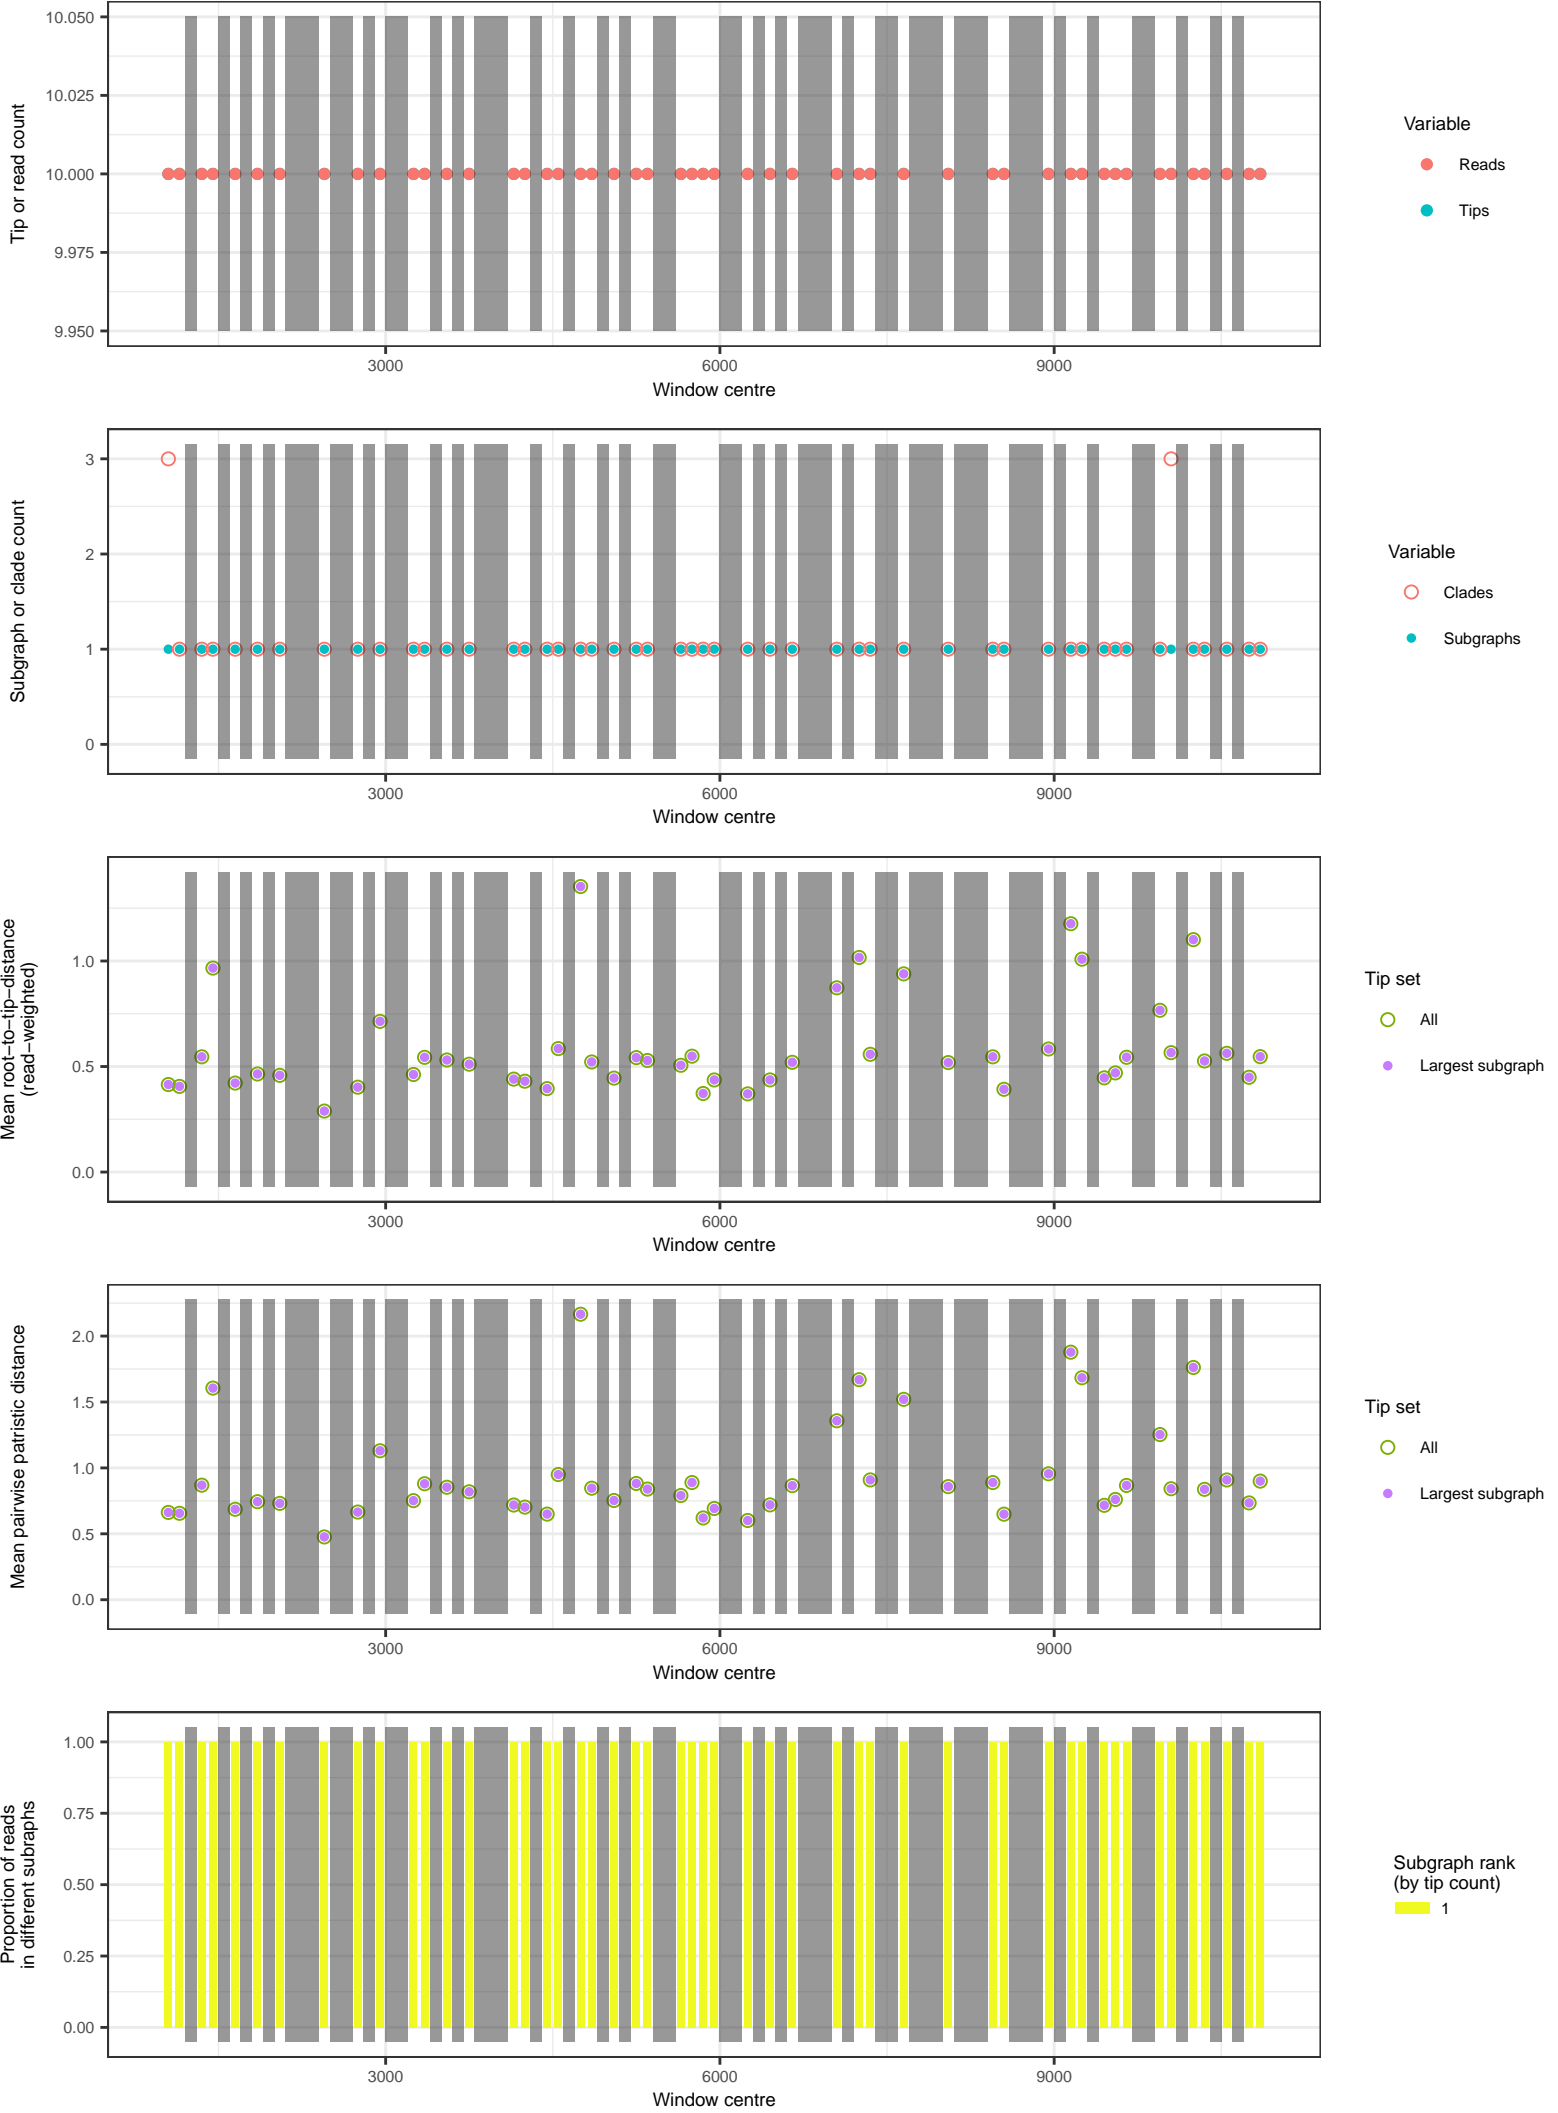 10.050
10.025
10.000
9.975
9.950
Tip or read count
3000
6000
9000
Window centre
Variable
Reads
Tips
3
2
1
0
Subgraph or clade count
3000
6000
9000
Window centre
Variable
Clades
Subgraphs
1.0
0.5
0.0
Mean root−to−tip−distance
(read−weighted)
3000
6000
9000
Window centre
Tip set
All
Largest subgraph
2.0
1.5
1.0
0.5
0.0
Mean pairwise patristic distance
3000
6000
9000
Window centre
Tip set
All
Largest subgraph
1.00
0.75
0.50
0.25
0.00
Proportion of reads
in different subraphs
3000
6000
9000
Window centre
Subgraph rank
(by tip count)
1